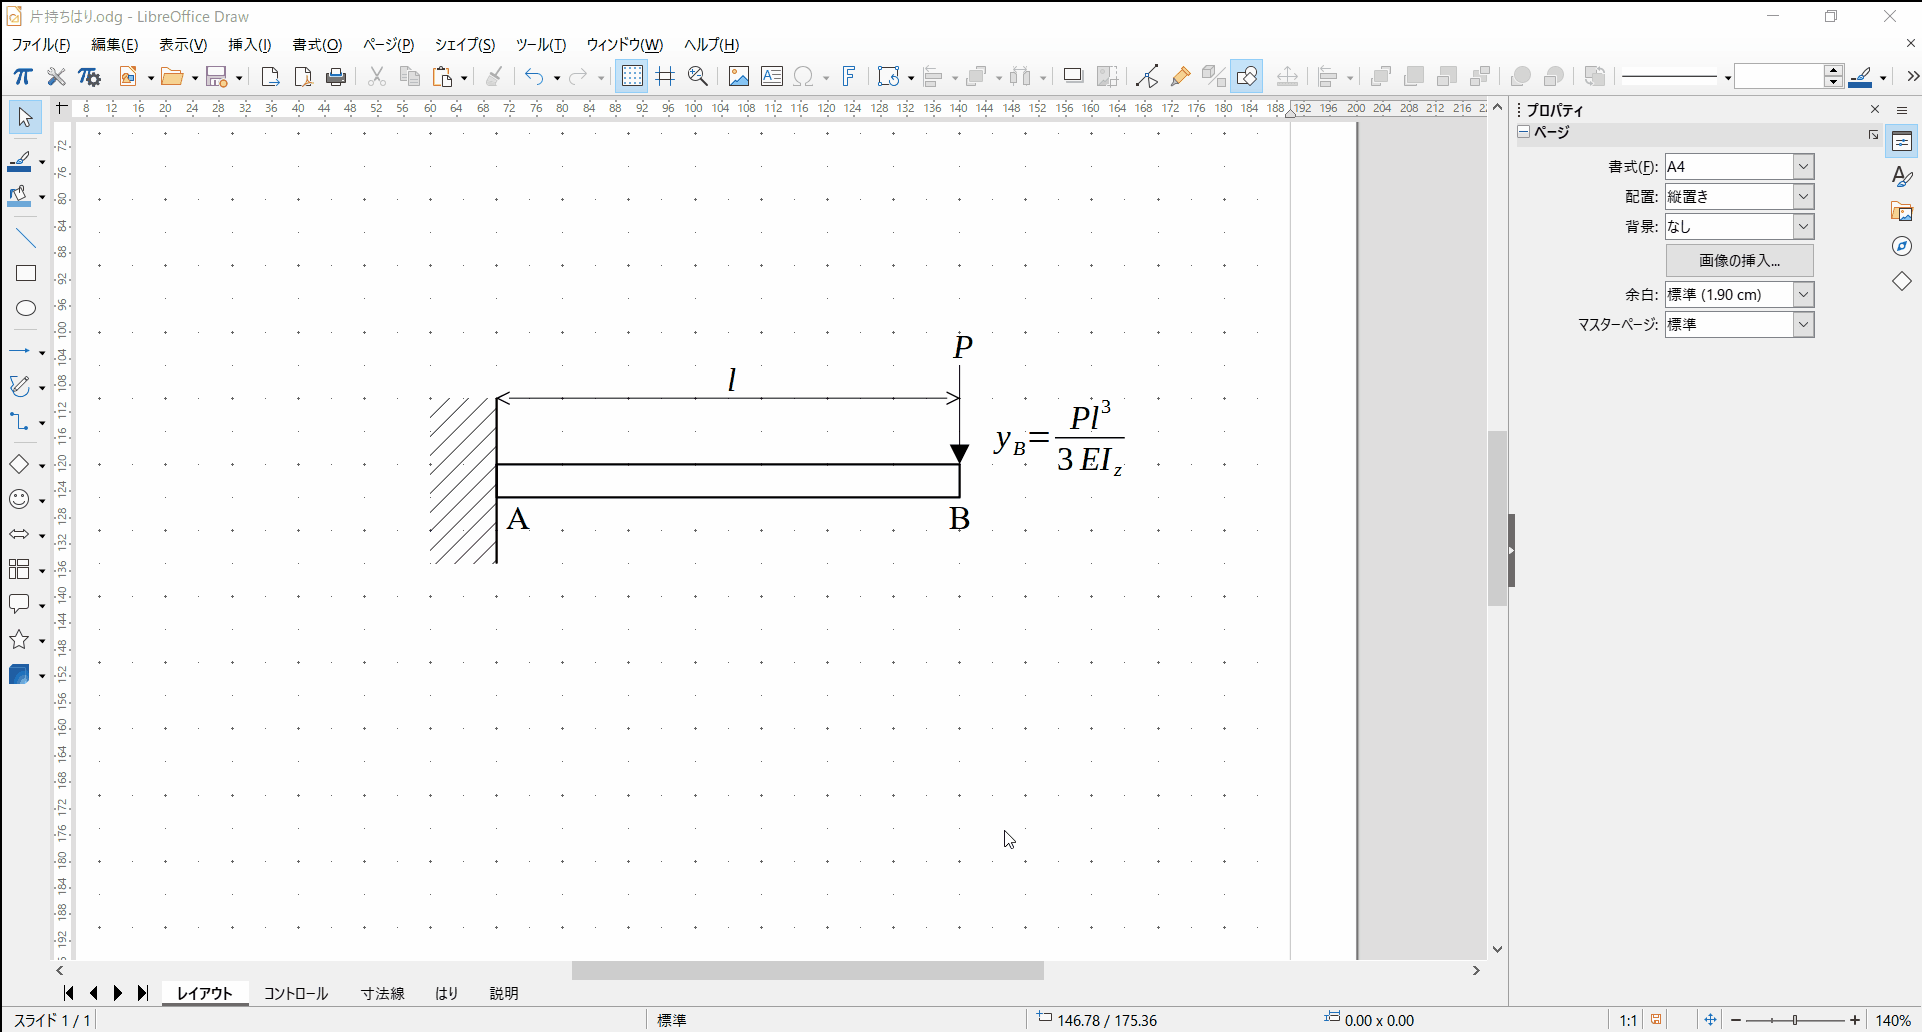 片持ちはり.odg - LibreOffice Draw
ファイル(F) 編集(E) 表示(V) 挿入(I) 書式(O) ページ(P) シェイプ(S) ツール(T) ウィンドウ(W) ヘルプ(H)
8 12 16 20 24 28 32 36 40 44 48 52 56 60 64 68 72 76 80 84 88 92 96 100 104 108 112 116 120 124 128 132 136 140 144 148 152 156 160 164 168 172 176 180 184 188 192 196 200 204 208 212 216
72
76
80
84
88
92
96
100
104
108
112
116
120
124
128
132
136
140
144
148
152
156
160
164
168
172
176
180
184
188
192
P
l
y_B = Pl^3 / 3 EI_z
A B
プロパティ
ページ
書式(F): A4
配置: 縦置き
背景: なし
画像の挿入...
余白: 標準 (1.90 cm)
マスターページ: 標準
レイアウト コントロール 寸法線 はり 説明
スライド 1 / 1 標準 146.78 / 175.36 0.00 x 0.00 1:1 140%